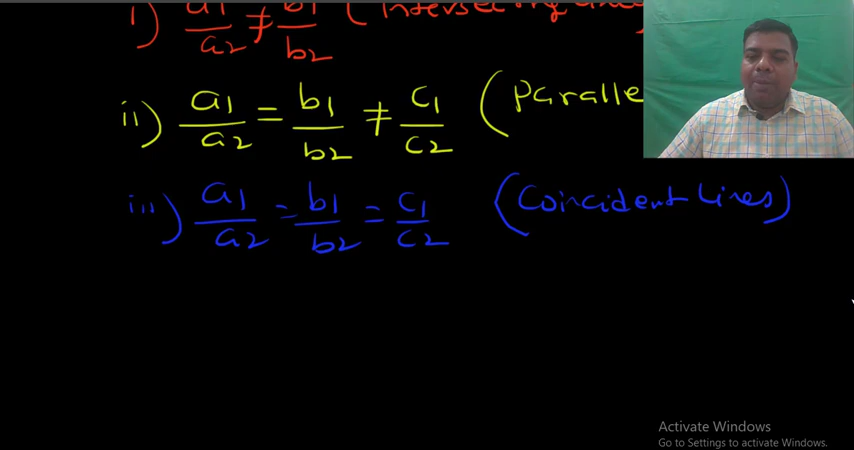 i) a1/a2 ≠ b1/b2 (Intersecting
ii) a1/a2 = b1/b2 ≠ c1/c2 (Paralle
iii) a1/a2 = b1/b2 = c1/c2 (Coincident Lines)
Activate Windows
Go to Settings to activate Windows.